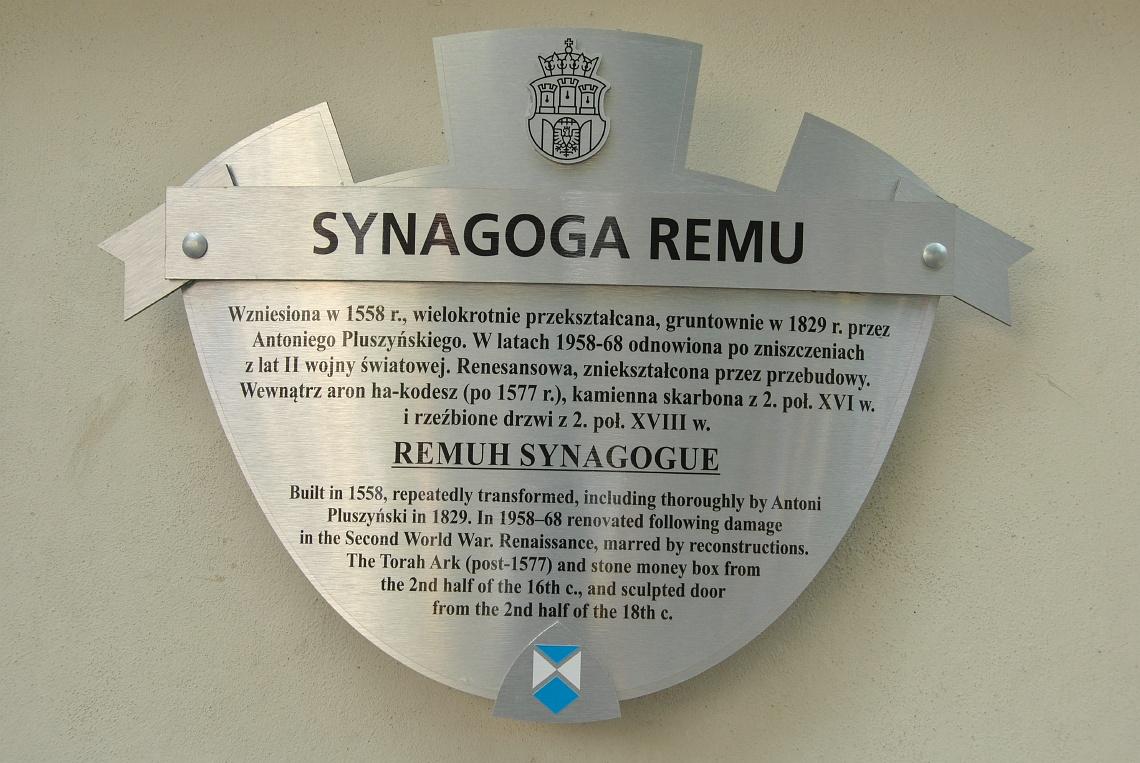 SYNAGOGA REMU
Wzniesiona w 1558 r., wielokrotnie przekształcana, gruntownie w 1829 r. przez
Antoniego Pluszyńskiego. W latach 1958-68 odnowiona po zniszczeniach
z lat II wojny światowej. Renesansowa, zniekształcona przez przebudowy.
Wewnątrz aron ha-kodesz (po 1577 r.), kamienna skarbona z 2. poł. XVI w.
i rzeźbione drzwi z 2. poł. XVIII w.
REMUH SYNAGOGUE
Built in 1558, repeatedly transformed, including thoroughly by Antoni
Pluszyński in 1829. In 1958–68 renovated following damage
in the Second World War. Renaissance, marred by reconstructions.
The Torah Ark (post-1577) and stone money box from
the 2nd half of the 16th c., and sculpted door
from the 2nd half of the 18th c.